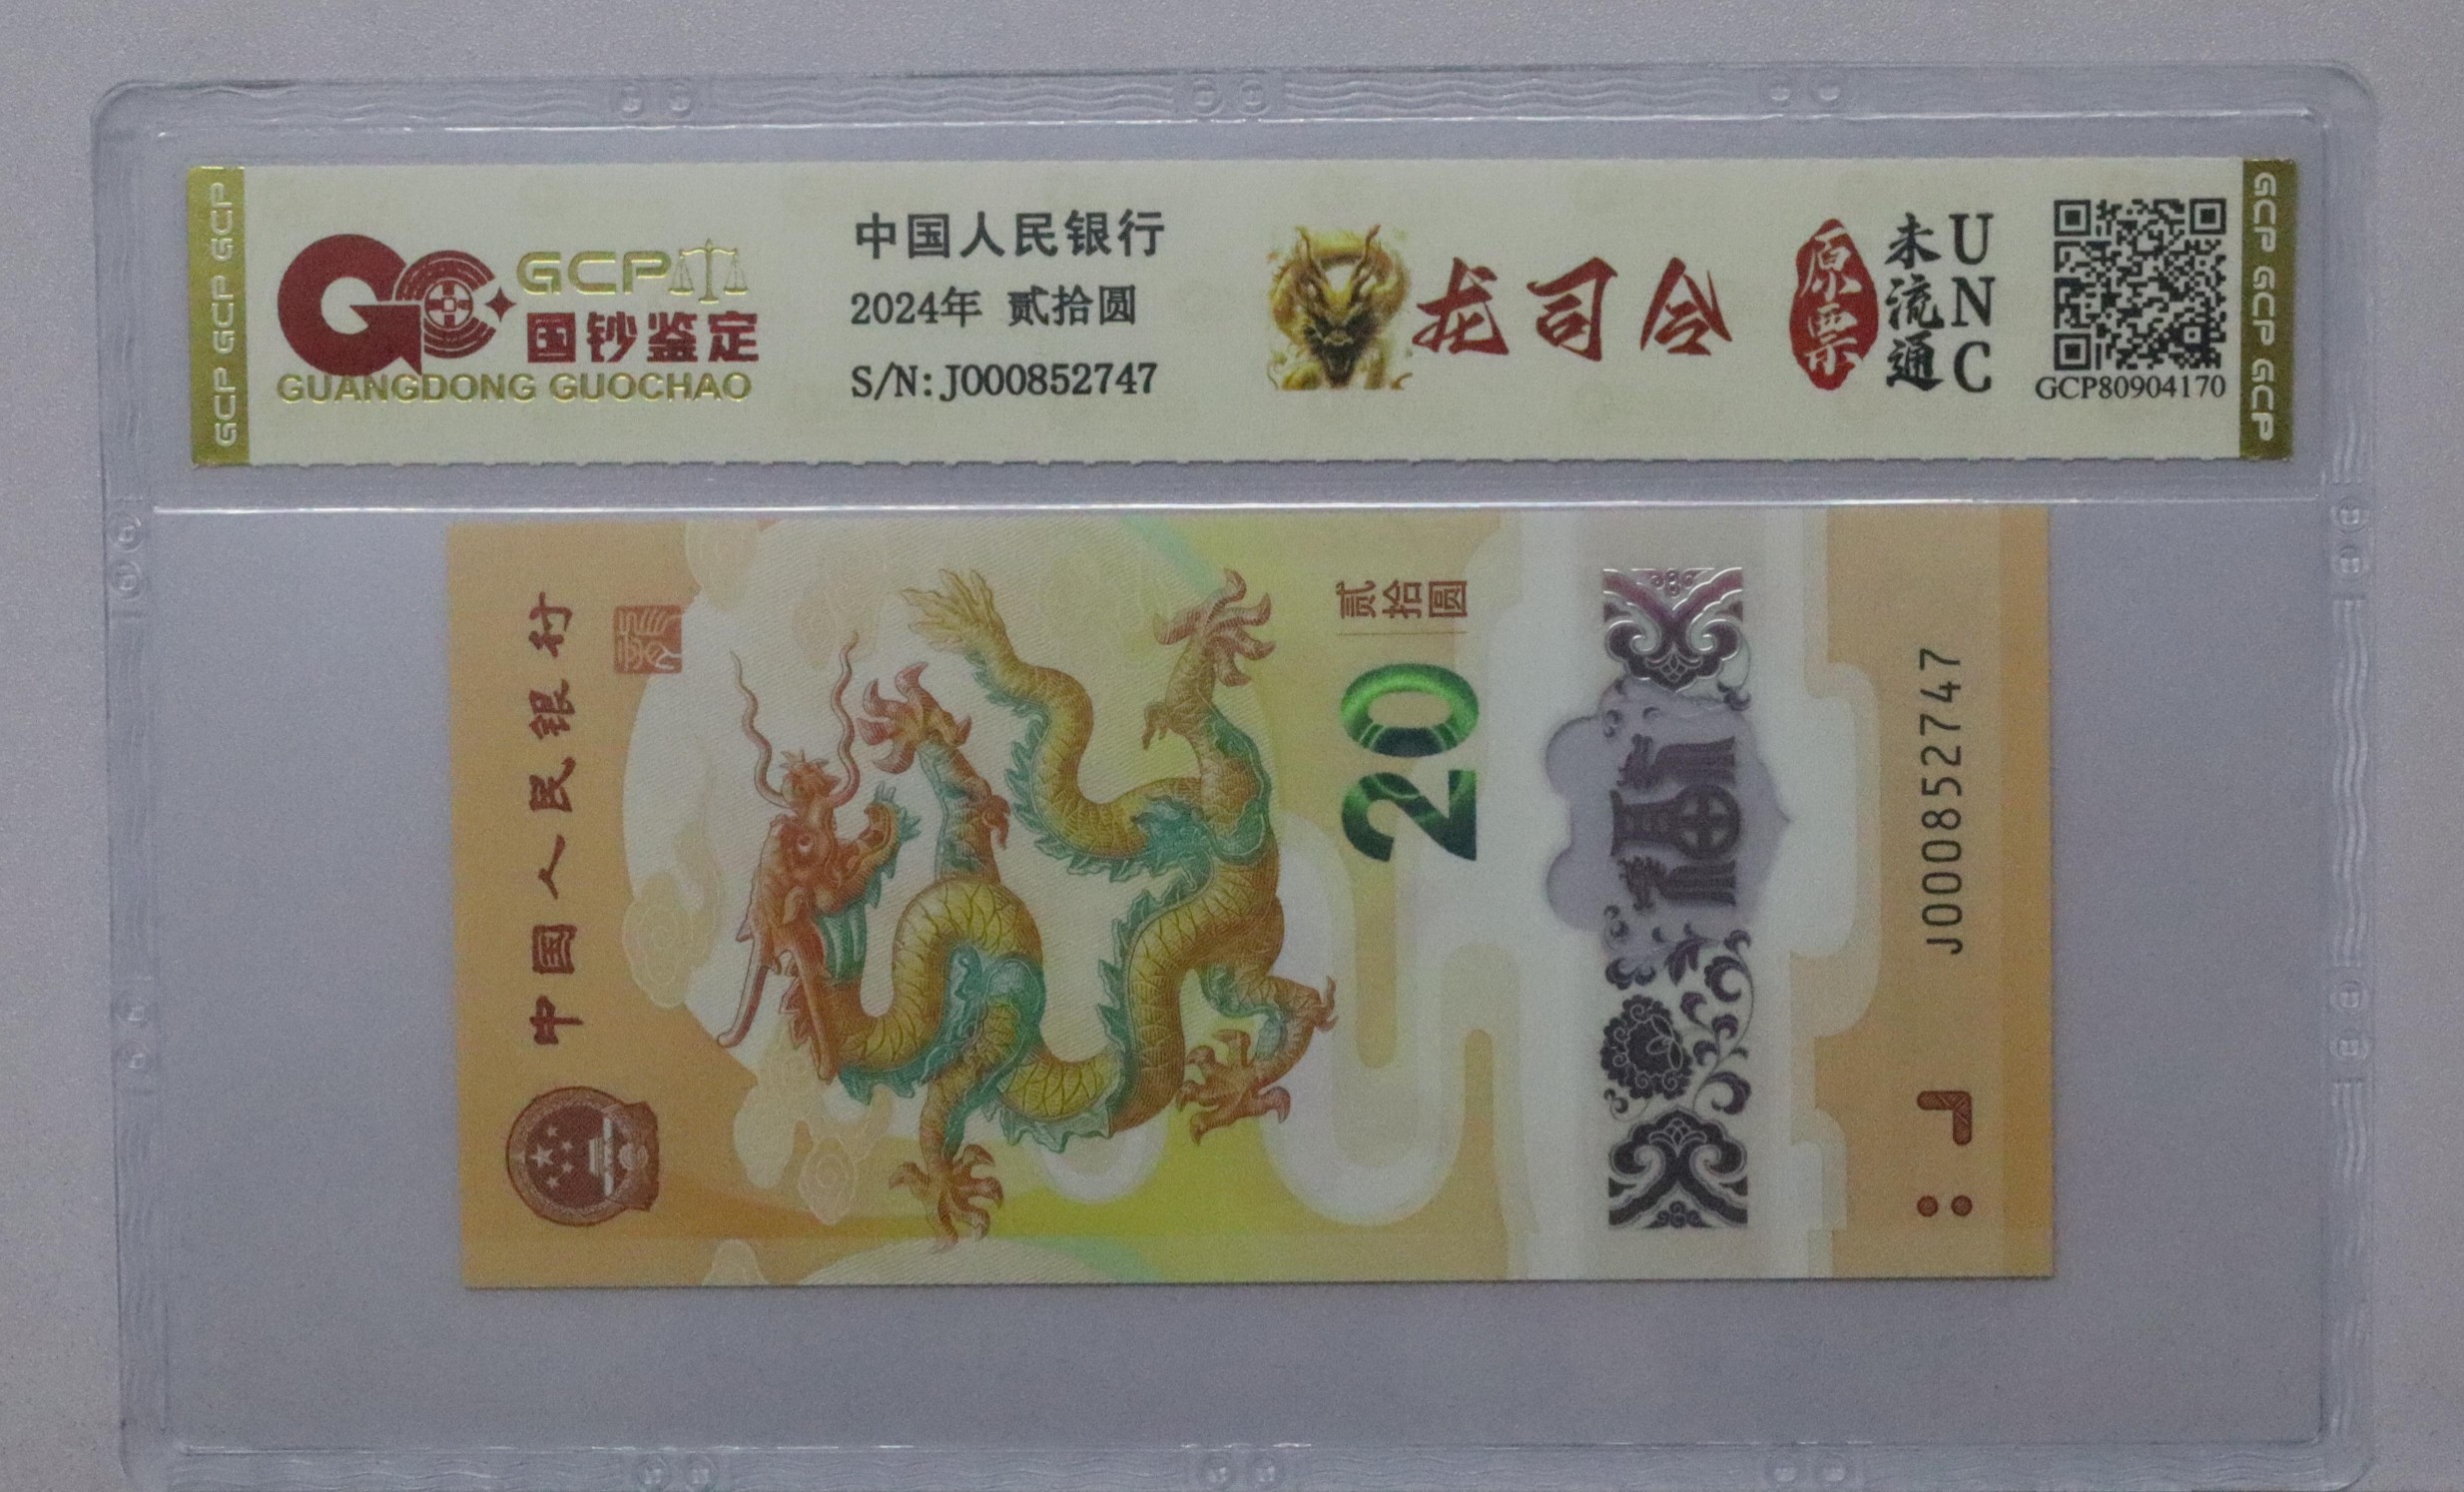 GCP GCP GCP
GCP
国钞鉴定
GUANGDONG GUOCHAO
中国人民银行
2024年 贰拾圆
S/N:J000852747
龙司令
原票
未流通
UNC
GCP80904170
GCP GCP GCP
中国人民银行
贰拾圆
20
J000852747